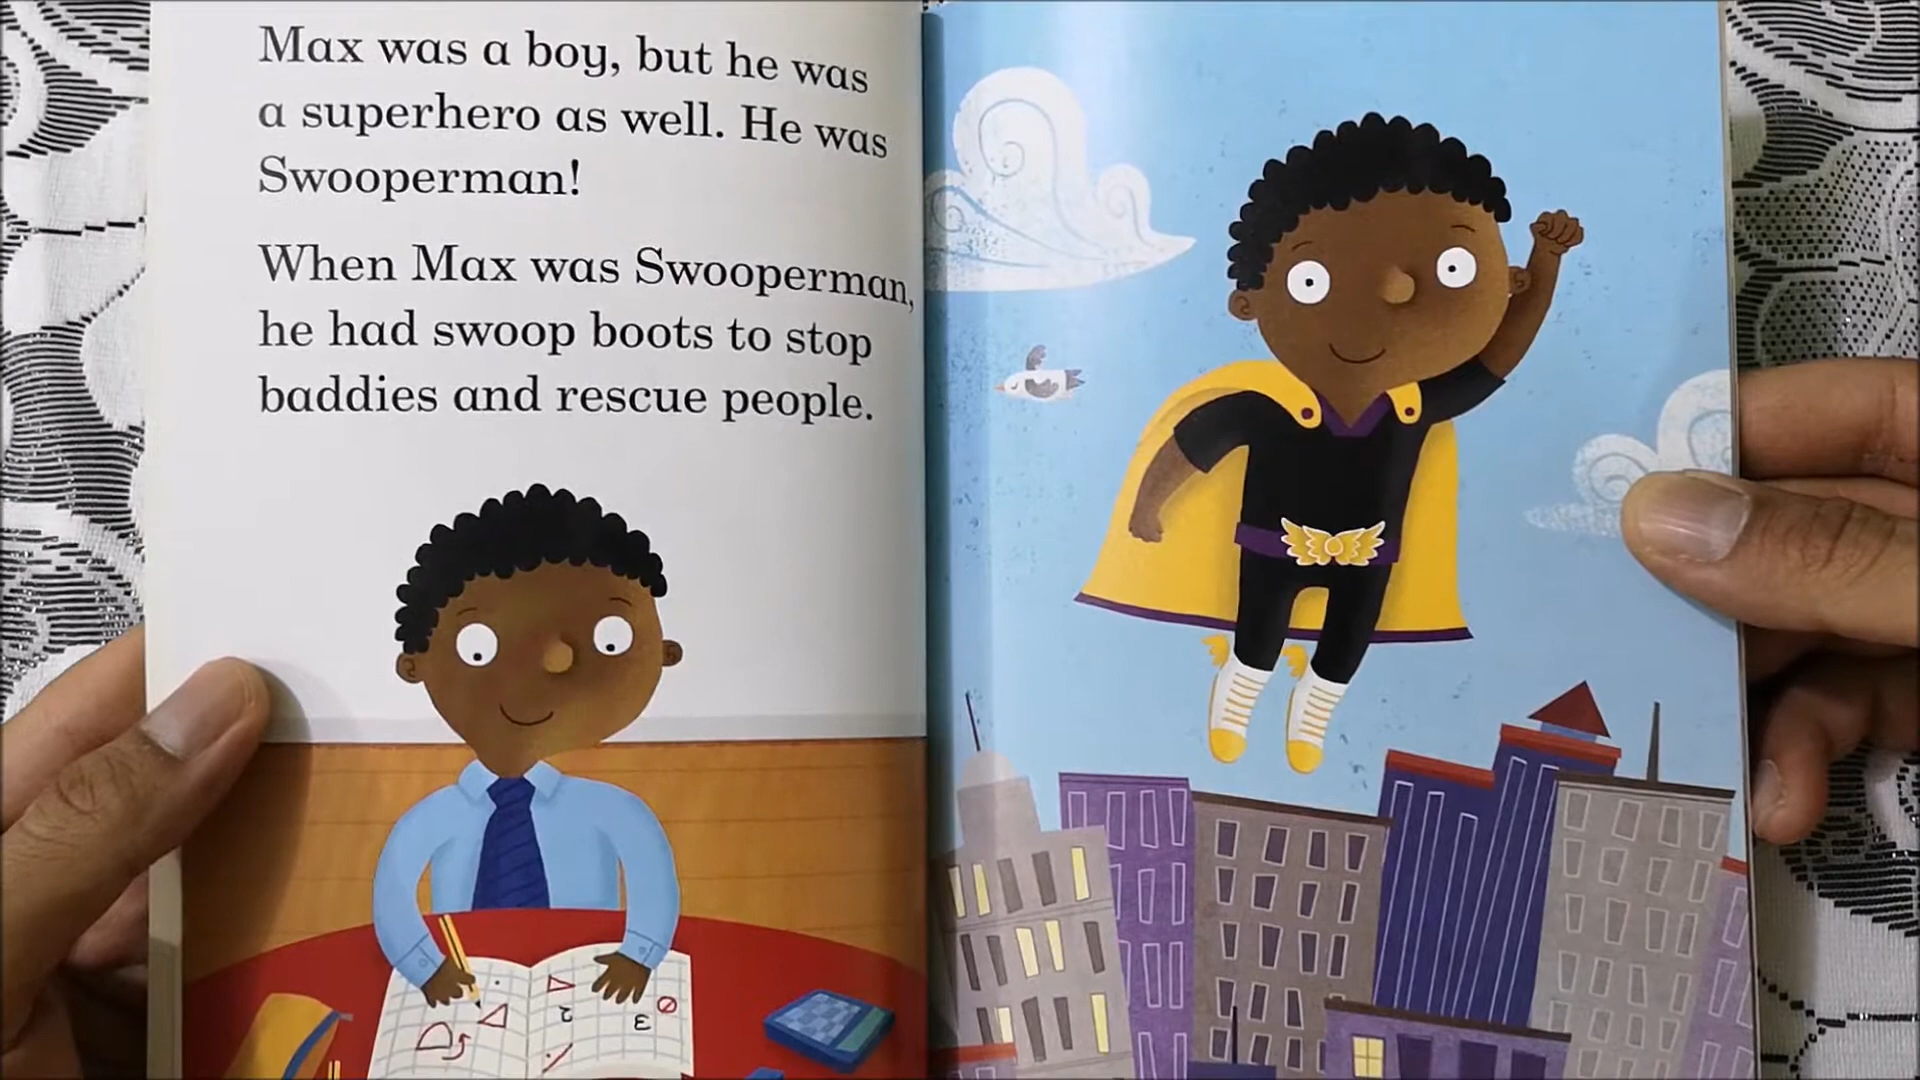 Max was a boy, but he was
a superhero as well. He was
Swooperman!
When Max was Swooperman,
he had swoop boots to stop
baddies and rescue people.